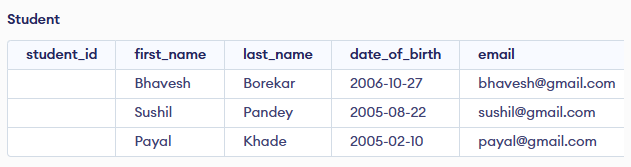 Student
student_id first_name last_name date_of_birth email
Bhavesh Borekar 2006-10-27 bhavesh@gmail.com
Sushil Pandey 2005-08-22 sushil@gmail.com
Payal Khade 2005-02-10 payal@gmail.com